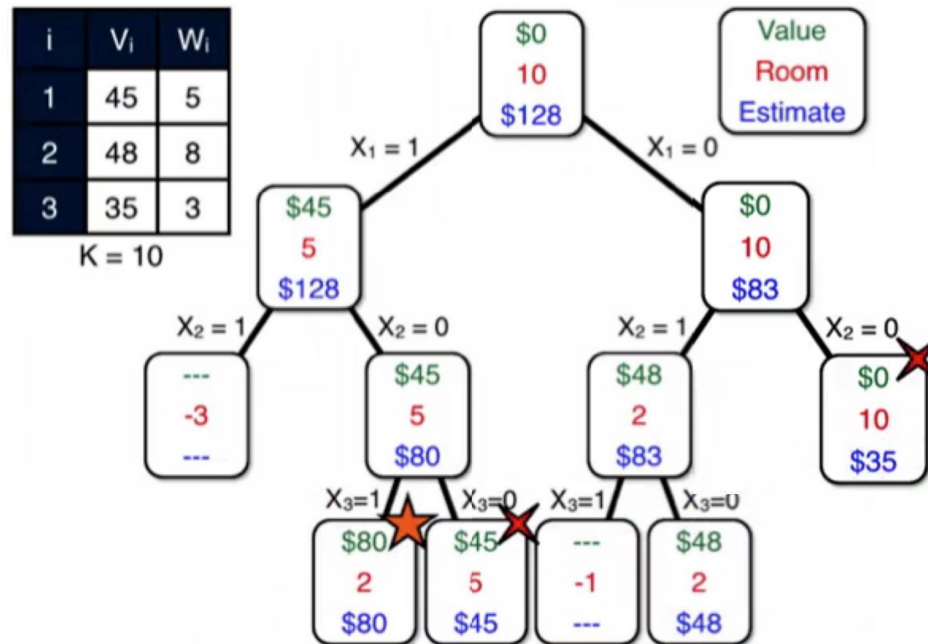 i Vᵢ Wᵢ
1 45 5
2 48 8
3 35 3
K = 10
$0
10
$128
Value
Room
Estimate
X₁ = 1
X₁ = 0
$45
5
$128
$0
10
$83
X₂ = 1
X₂ = 0
X₂ = 1
X₂ = 0
---
-3
---
$45
5
$80
$48
2
$83
$0
10
$35
X₃=1
X₃=0
X₃=1
X₃=0
$80
2
$80
$45
5
$45
---
-1
---
$48
2
$48